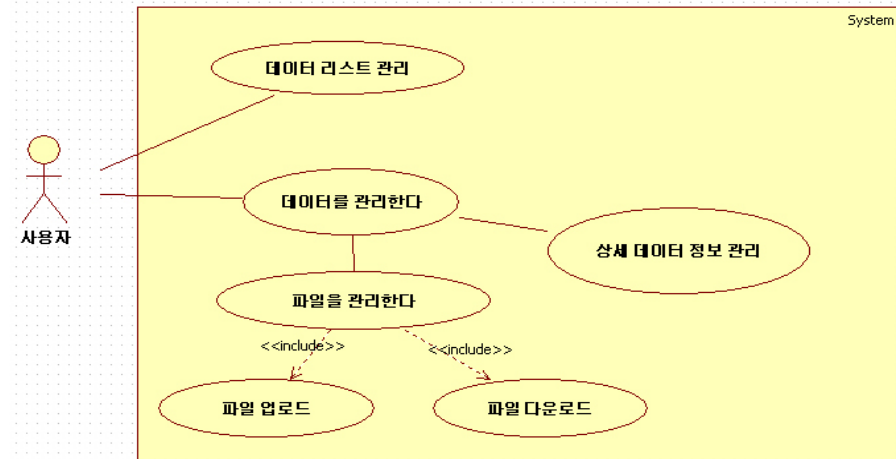 System
데이터 리스트 관리
데이터를 관리한다
사용자
상세 데이터 정보 관리
파일을 관리한다
<<include>>
<<include>>
파일 업로드
파일 다운로드